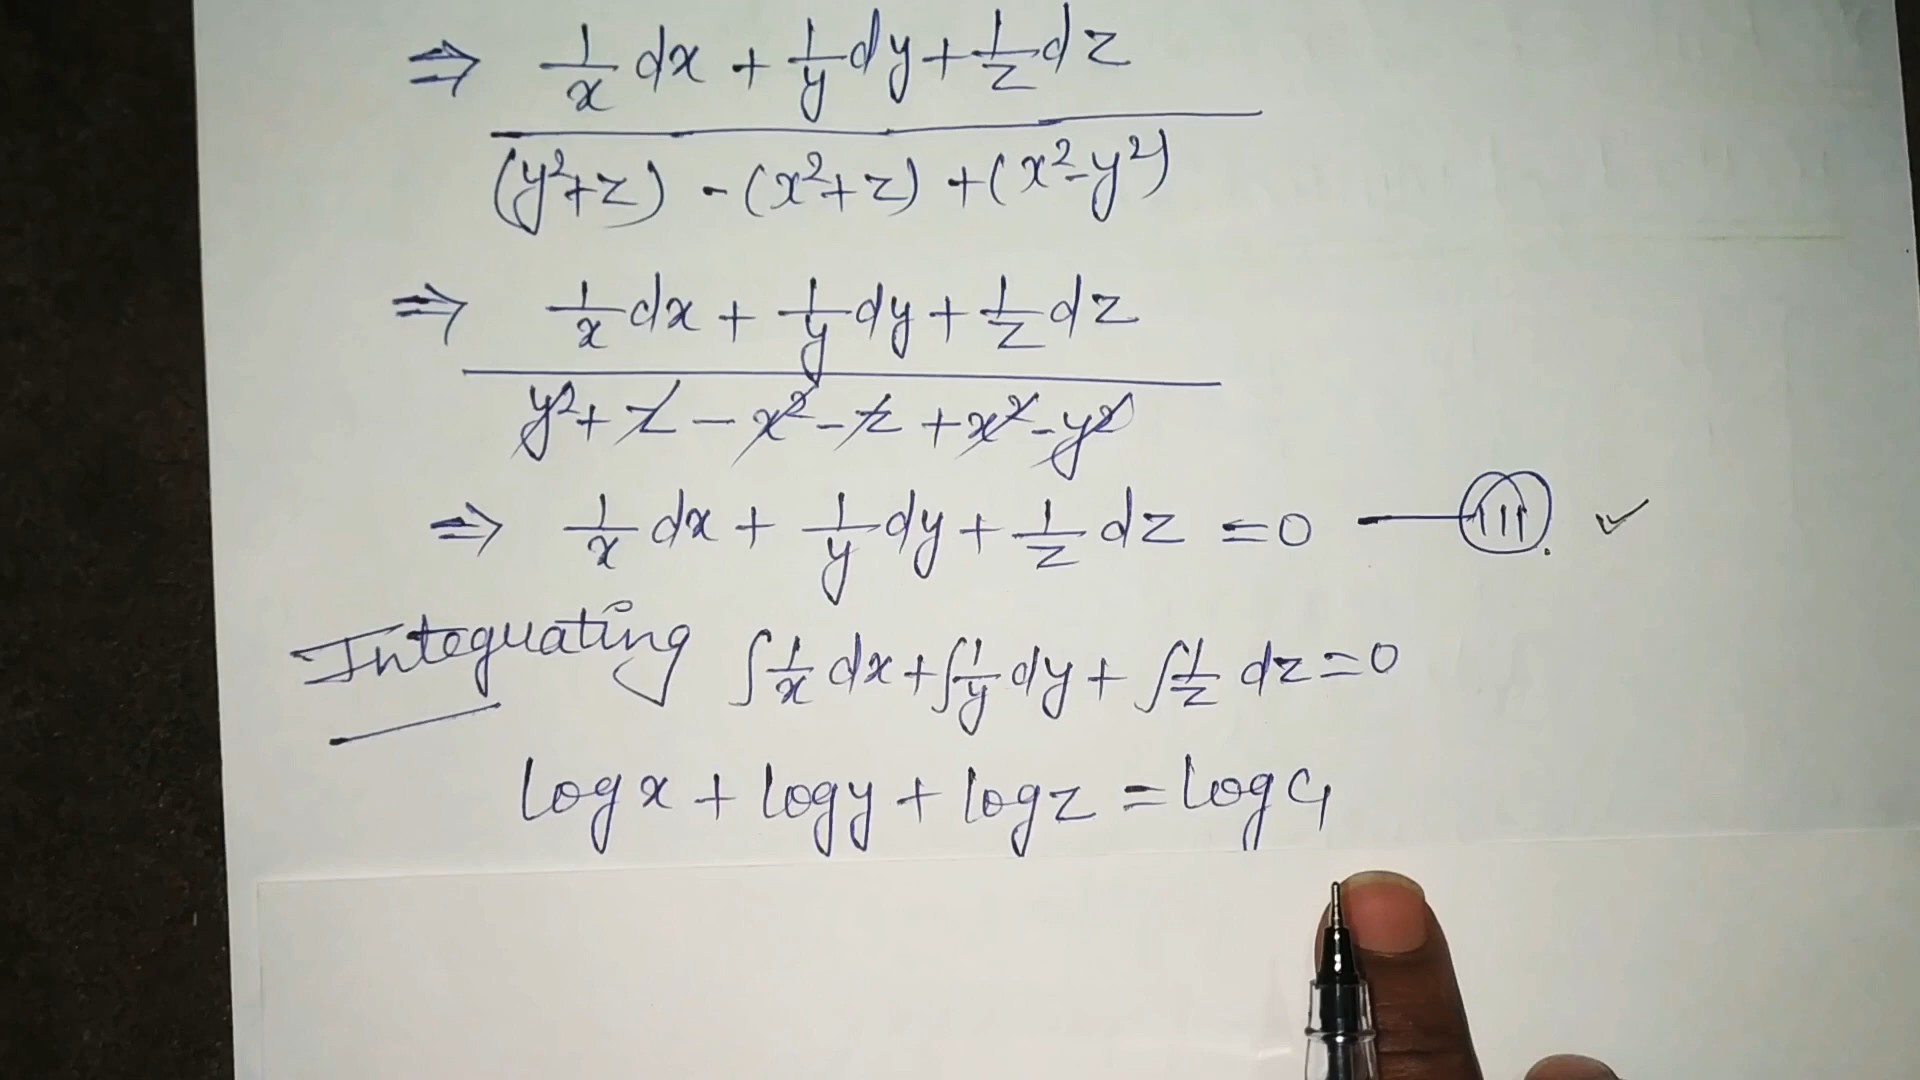 ⇒ 1/x dx + 1/y dy + 1/z dz
(y²+z) - (x²+z) + (x²-y²)
⇒ 1/x dx + 1/y dy + 1/z dz
y²+z-x²-z+x²-y²
⇒ 1/x dx + 1/y dy + 1/z dz = 0 — III.
Integuating ∫1/x dx + ∫1/y dy + ∫1/z dz = 0
log x + log y + log z = log C₁